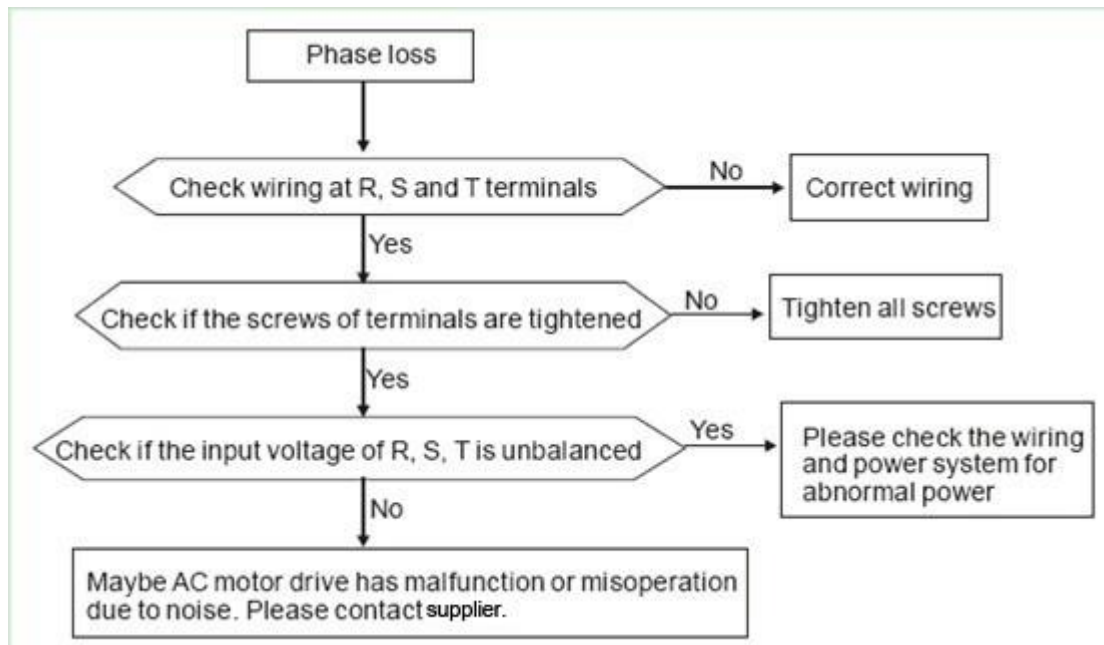 Phase loss
Check wiring at R, S and T terminals
No
Correct wiring
Yes
Check if the screws of terminals are tightened
No
Tighten all screws
Yes
Check if the input voltage of R, S, T is unbalanced
Yes
Please check the wiring
and power system for
abnormal power
No
Maybe AC motor drive has malfunction or misoperation
due to noise. Please contact supplier.